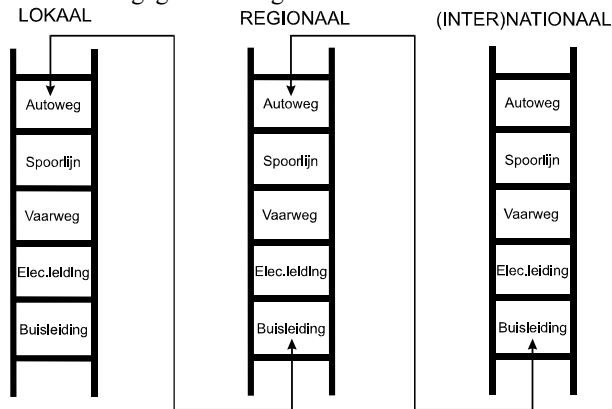 LOKAAL
REGIONAAL
(INTER)NATIONAAL
Autoweg
Spoorlijn
Vaarweg
Elec.leiding
Buisleiding
Autoweg
Spoorlijn
Vaarweg
Elec.leiding
Buisleiding
Autoweg
Spoorlijn
Vaarweg
Elec.leiding
Buisleiding